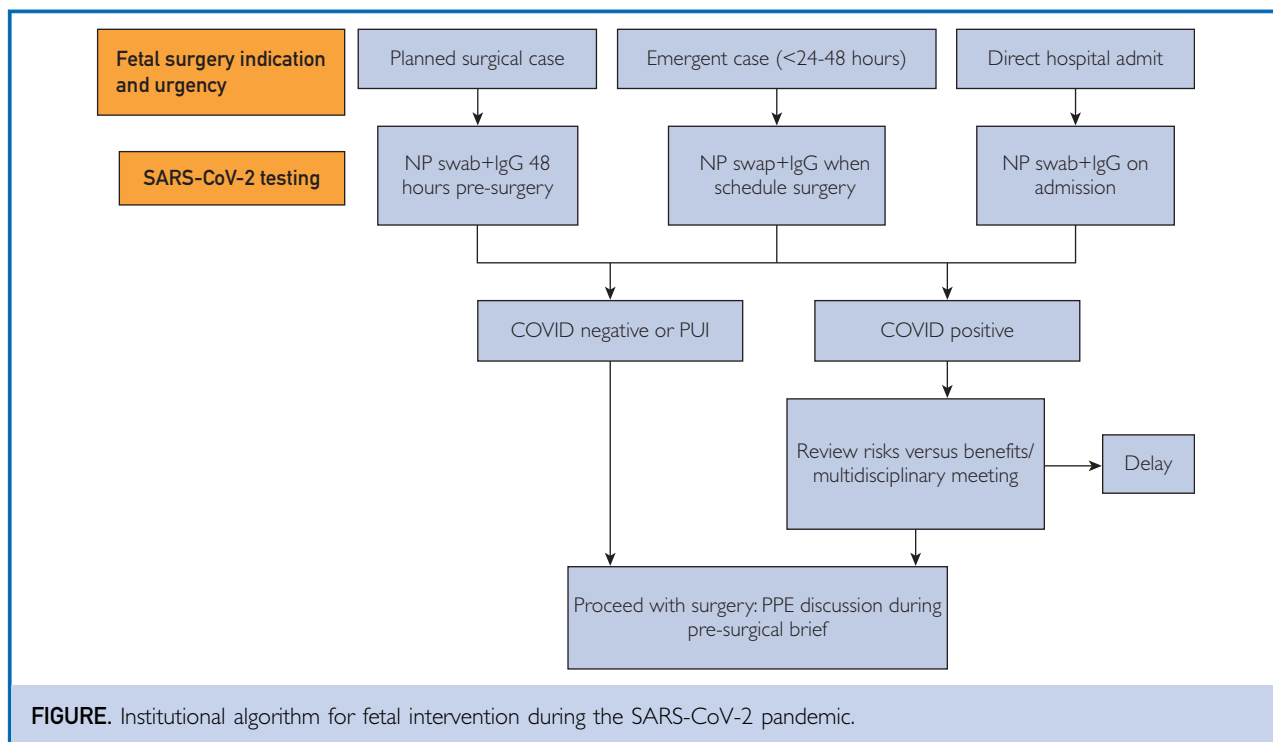 Fetal surgery indication
and urgency
Planned surgical case
Emergent case (<24-48 hours)
Direct hospital admit
SARS-CoV-2 testing
NP swab+IgG 48
hours pre-surgery
NP swap+IgG when
schedule surgery
NP swab+IgG on
admission
COVID negative or PUI
COVID positive
Review risks versus benefits/
multidisciplinary meeting
Delay
Proceed with surgery: PPE discussion during
pre-surgical brief
FIGURE. Institutional algorithm for fetal intervention during the SARS-CoV-2 pandemic.